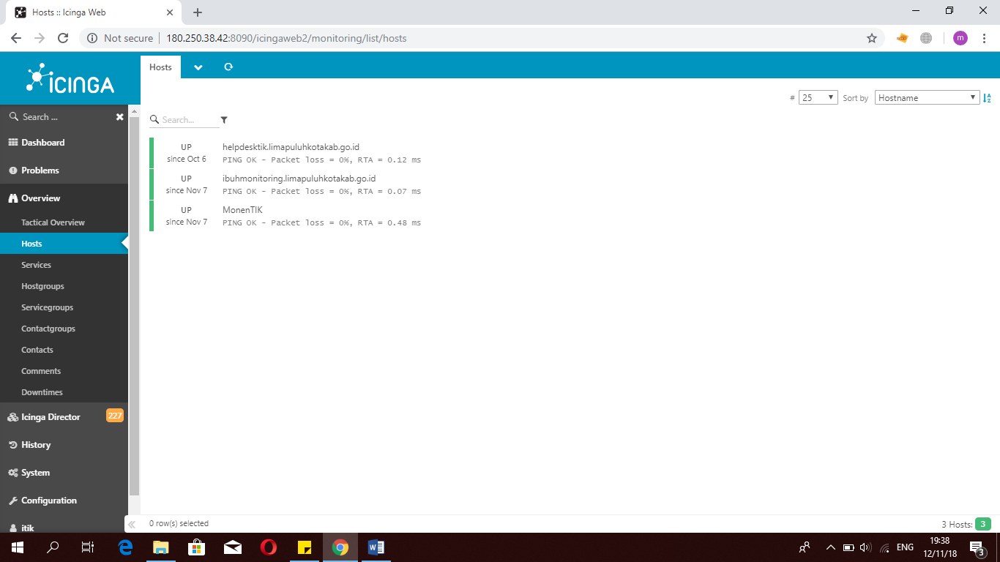 Hosts :: Icinga Web
Not secure
180.250.38.42:8090/icingaweb2/monitoring/list/hosts
m
iCINGA
Search ...
Dashboard
Problems
Overview
Tactical Overview
Hosts
Services
Hostgroups
Servicegroups
Contactgroups
Contacts
Comments
Downtimes
Icinga Director 227
History
System
Configuration
itik
Hosts
# 25 Sort by Hostname
Search...
UP helpdesktik.limapuluhkotakab.go.id
since Oct 6 PING OK - Packet loss = 0%, RTA = 0.12 ms
UP ibuhmonitoring.limapuluhkotakab.go.id
since Nov 7 PING OK - Packet loss = 0%, RTA = 0.07 ms
UP MonenTIK
since Nov 7 PING OK - Packet loss = 0%, RTA = 0.48 ms
0 row(s) selected
3 Hosts: 3
ENG
19:38
12/11/18
3